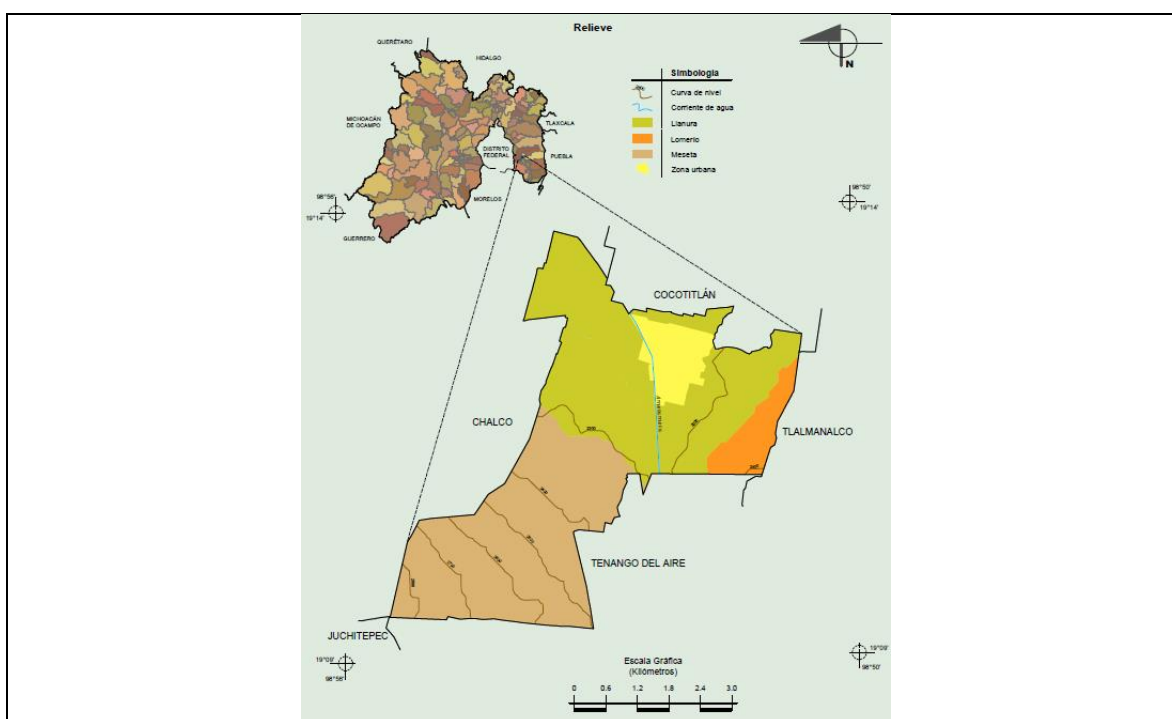 Relieve
QUERÉTARO
HIDALGO
MICHOACÁN
DE OCAMPO
DISTRITO
FEDERAL
TLAXCALA
PUEBLA
MORELOS
GUERRERO
N
Simbología
Curva de nivel
Corriente de agua
Llanura
Lomerío
Meseta
Zona urbana
98°56'
19°14'
98°50'
19°14'
COCOTITLÁN
CHALCO
TLALMANALCO
TENANGO DEL AIRE
JUCHITEPEC
19°09'
98°56'
19°09'
98°50'
Escala Gráfica
(Kilómetros)
0 0.6 1.2 1.8 2.4 3.0